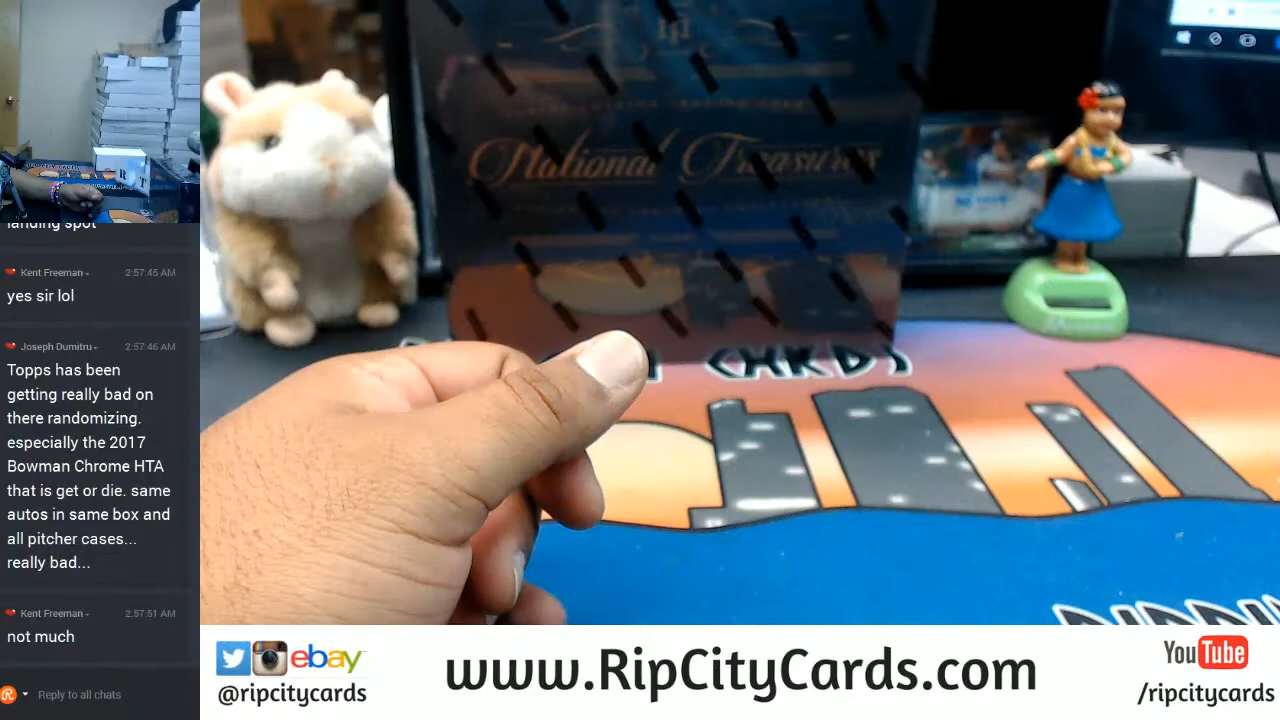 landing spot
Kent Freeman
2:57:45 AM
yes sir lol
Joseph Dumitru
2:57:46 AM
Topps has been
getting really bad on
there randomizing.
especially the 2017
Bowman Chrome HTA
that is get or die. same
autos in same box and
all pitcher cases...
really bad...
Kent Freeman
2:57:51 AM
not much
Reply to all chats
National Treasures
CARDS
ebay
@ripcitycards
www.RipCityCards.com
YouTube
/ripcitycards